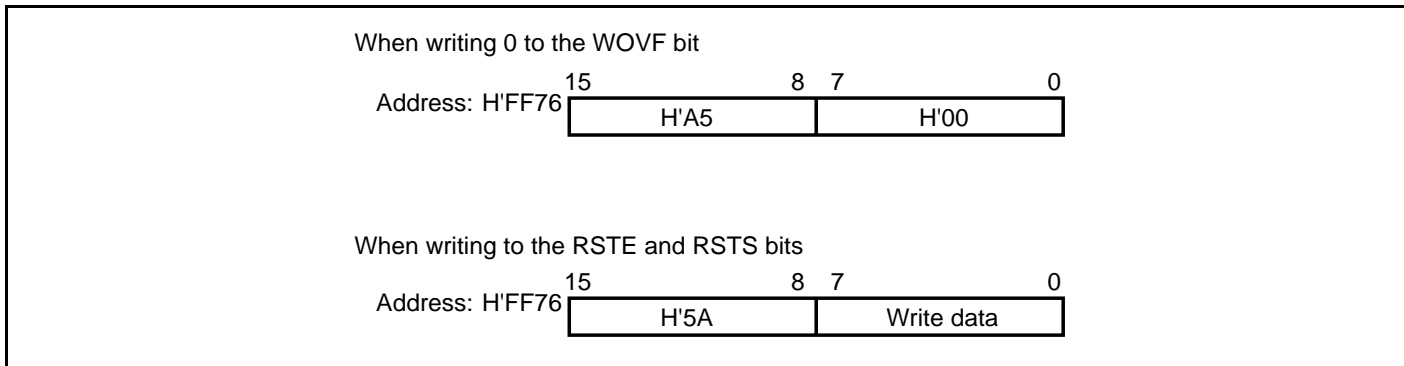 When writing 0 to the WOVF bit
15 8 7 0
Address: H'FF76 H'A5 H'00
When writing to the RSTE and RSTS bits
15 8 7 0
Address: H'FF76 H'5A Write data